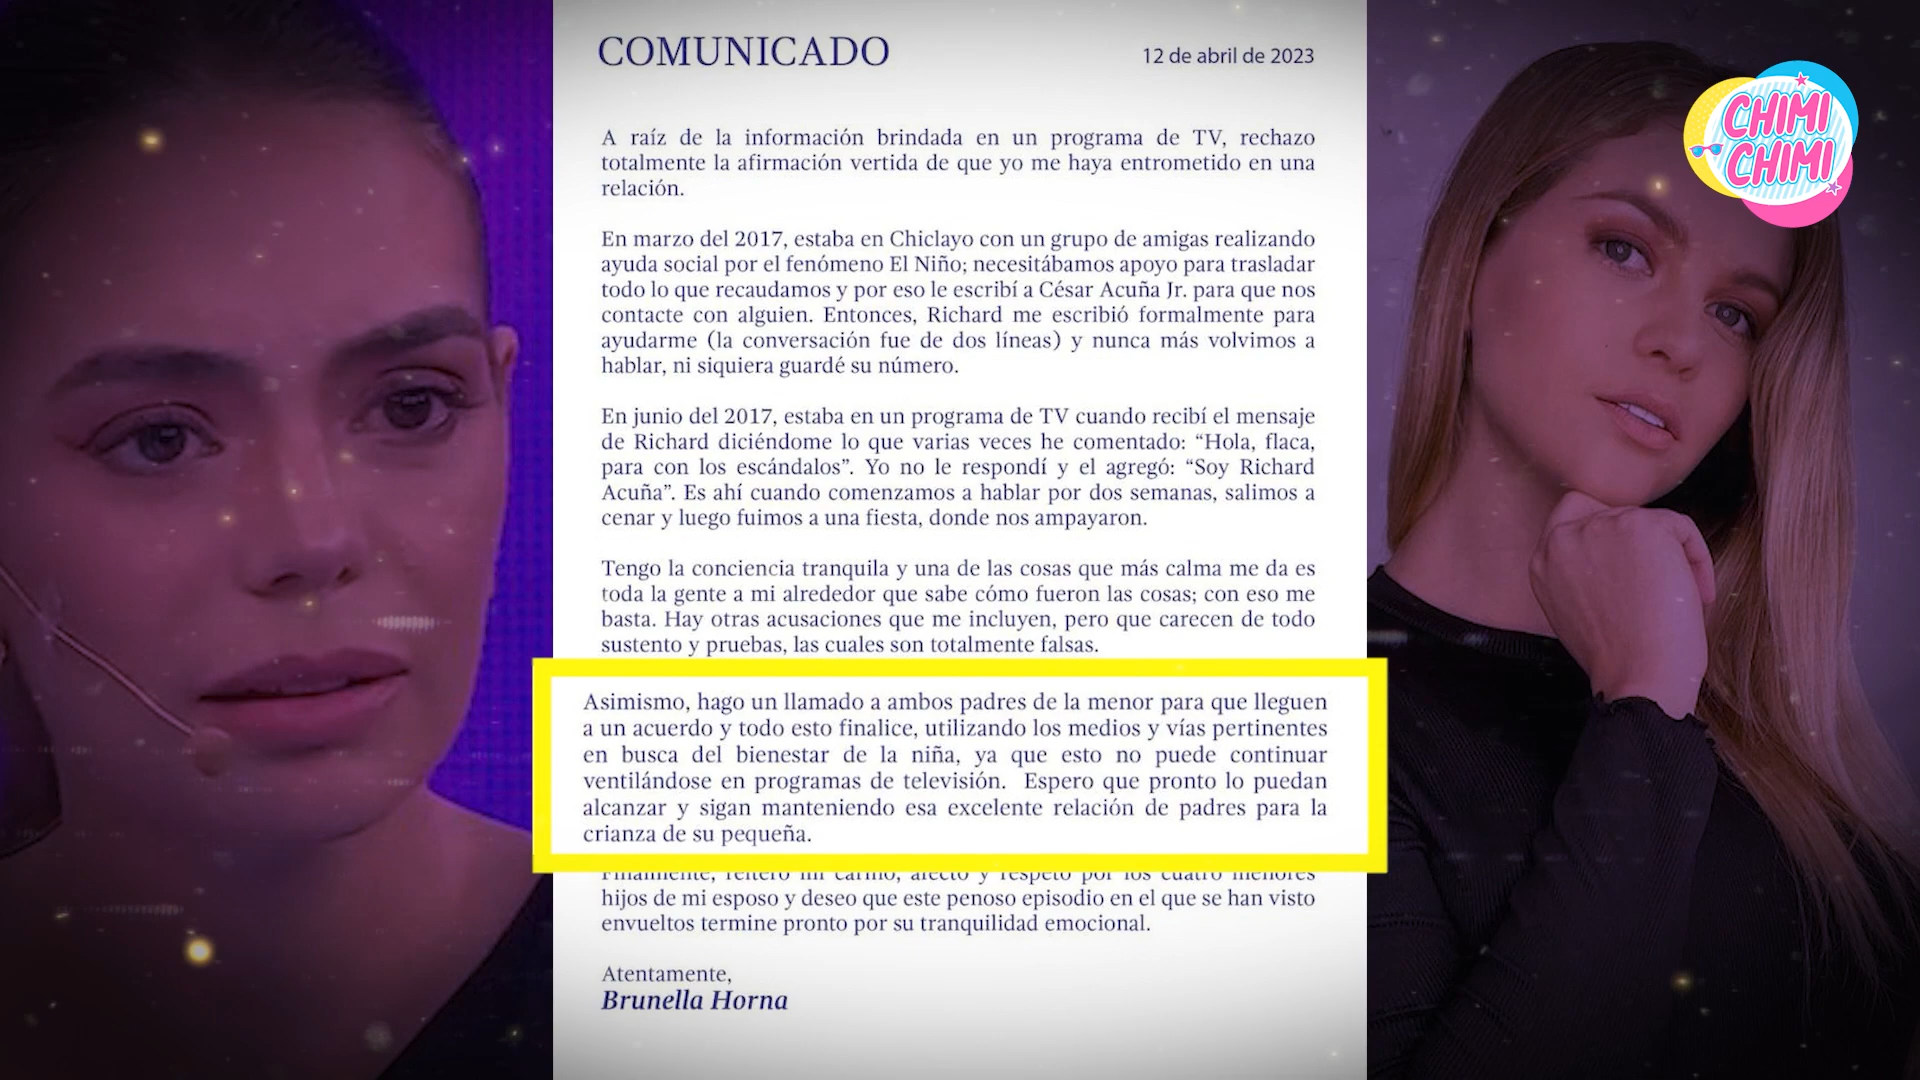 COMUNICADO
12 de abril de 2023
CHIMI
CHIMI
A raíz de la información brindada en un programa de TV, rechazo
totalmente la afirmación vertida de que yo me haya entrometido en una
relación.
En marzo del 2017, estaba en Chiclayo con un grupo de amigas realizando
ayuda social por el fenómeno El Niño; necesitábamos apoyo para trasladar
todo lo que recaudamos y por eso le escribí a César Acuña Jr. para que nos
contacte con alguien. Entonces, Richard me escribió formalmente para
ayudarme (la conversación fue de dos líneas) y nunca más volvimos a
hablar, ni siquiera guardé su número.
En junio del 2017, estaba en un programa de TV cuando recibí el mensaje
de Richard diciéndome lo que varias veces he comentado: “Hola, flaca,
para con los escándalos”. Yo no le respondí y el agregó: “Soy Richard
Acuña”. Es ahí cuando comenzamos a hablar por dos semanas, salimos a
cenar y luego fuimos a una fiesta, donde nos ampayaron.
Tengo la conciencia tranquila y una de las cosas que más calma me da es
toda la gente a mi alrededor que sabe cómo fueron las cosas; con eso me
basta. Hay otras acusaciones que me incluyen, pero que carecen de todo
sustento y pruebas, las cuales son totalmente falsas.
Asimismo, hago un llamado a ambos padres de la menor para que lleguen
a un acuerdo y todo esto finalice, utilizando los medios y vías pertinentes
en busca del bienestar de la niña, ya que esto no puede continuar
ventilándose en programas de televisión. Espero que pronto lo puedan
alcanzar y sigan manteniendo esa excelente relación de padres para la
crianza de su pequeña.
Finalmente, reitero mi cariño, afecto y respeto por los cuatro menores
hijos de mi esposo y deseo que este penoso episodio en el que se han visto
envueltos termine pronto por su tranquilidad emocional.
Atentamente,
Brunella Horna